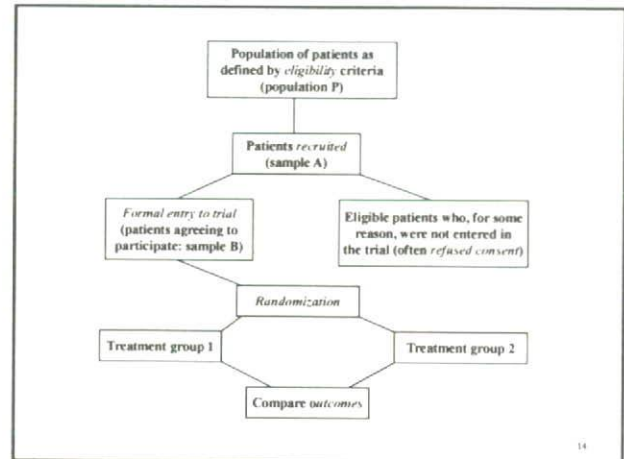 Population of patients as
defined by eligibility criteria
(population P)
Patients recruited
(sample A)
Formal entry to trial
(patients agreeing to
participate: sample B)
Eligible patients who, for some
reason, were not entered in
the trial (often refused consent)
Randomization
Treatment group 1
Treatment group 2
Compare outcomes
14